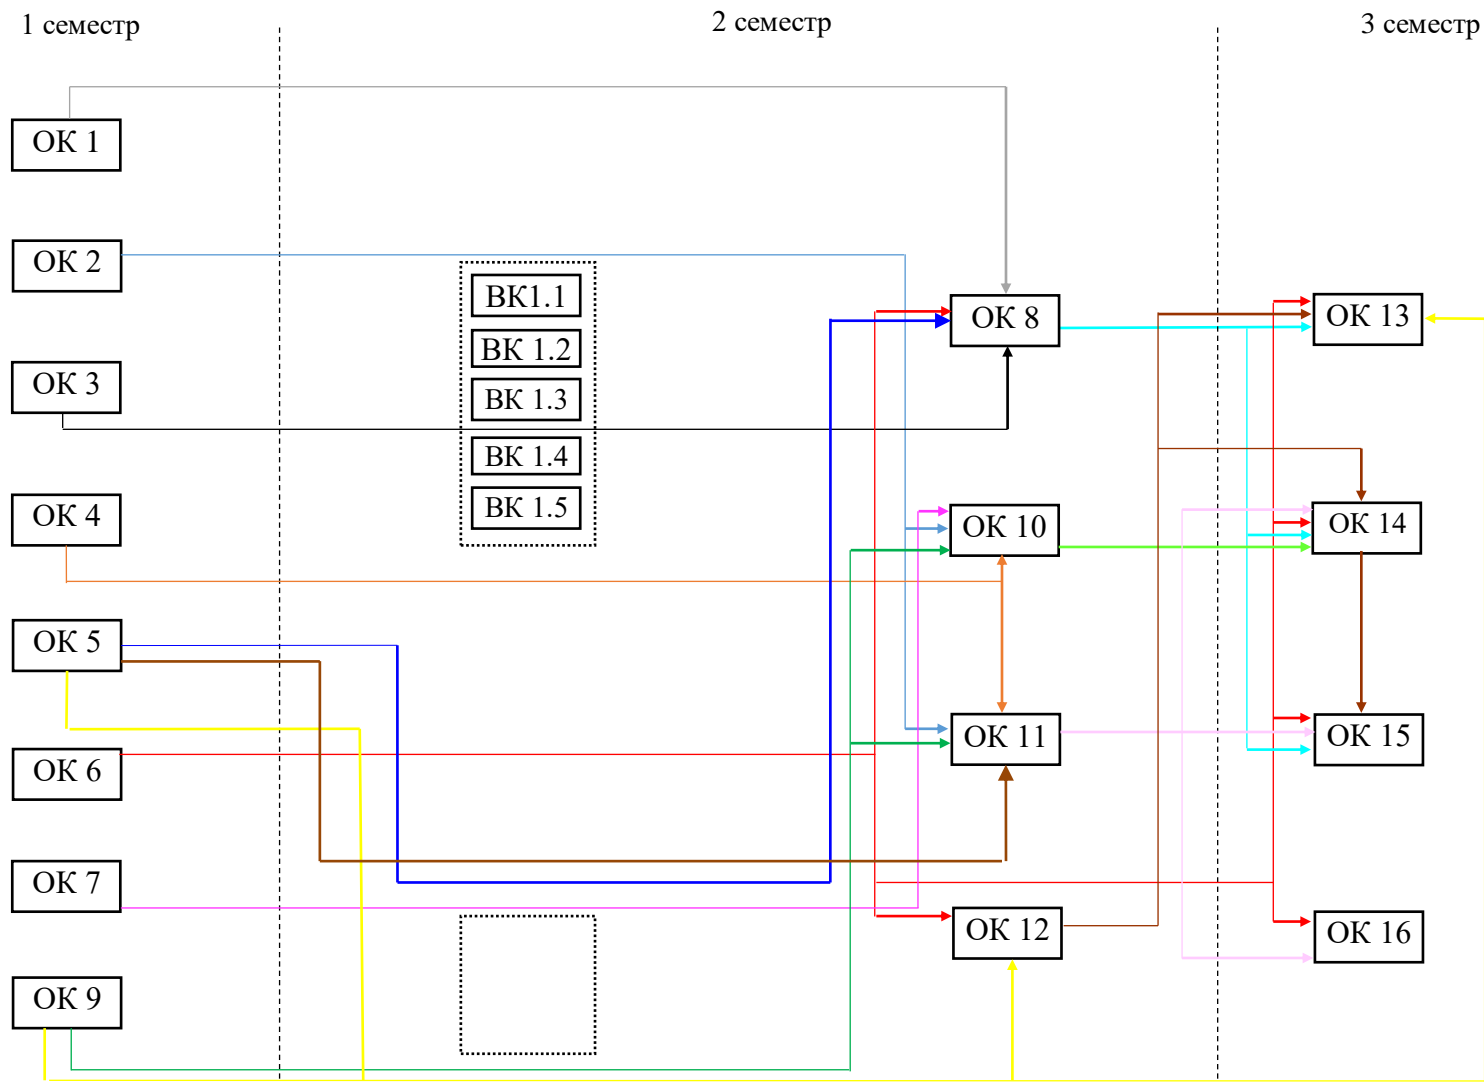 1 семестр
2 семестр
3 семестр
ОК 1
ОК 2
ОК 3
ОК 4
ОК 5
ОК 6
ОК 7
ОК 9
ВК1.1
ВК 1.2
ВК 1.3
ВК 1.4
ВК 1.5
ОК 8
ОК 10
ОК 11
ОК 12
ОК 13
ОК 14
ОК 15
ОК 16